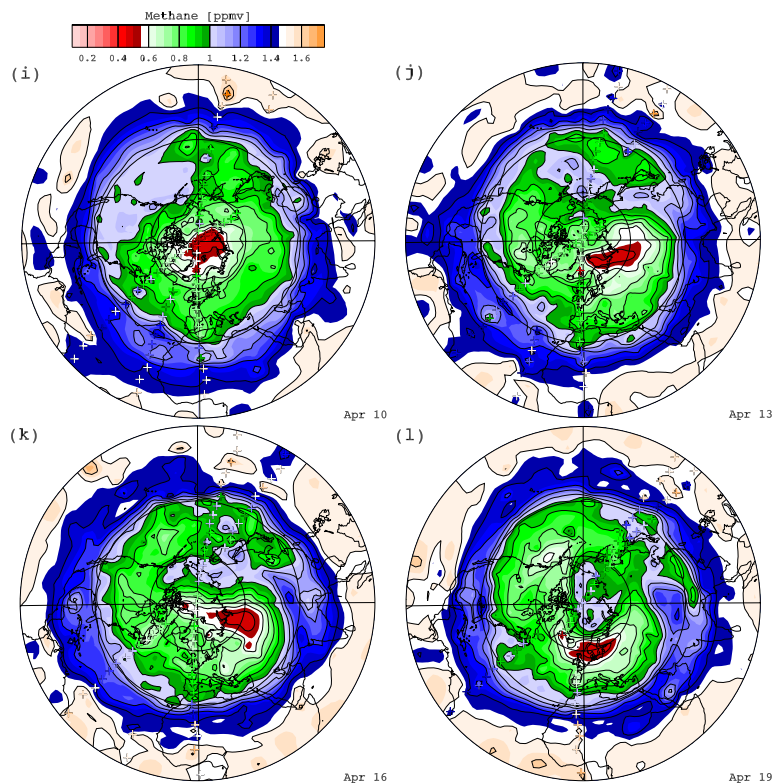 Methane [ppmv]
0.2 0.4 0.6 0.8 1 1.2 1.4 1.6
(i)
(j)
Apr 10
Apr 13
(k)
(l)
Apr 16
Apr 19